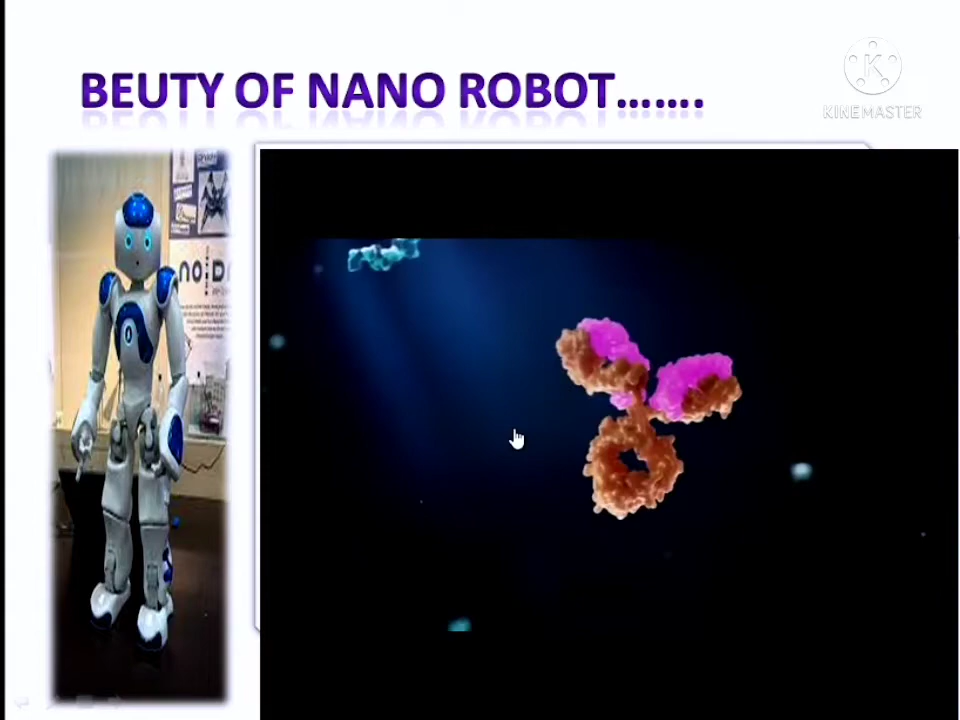 BEUTY OF NANO ROBOT…….
K
KINEMASTER